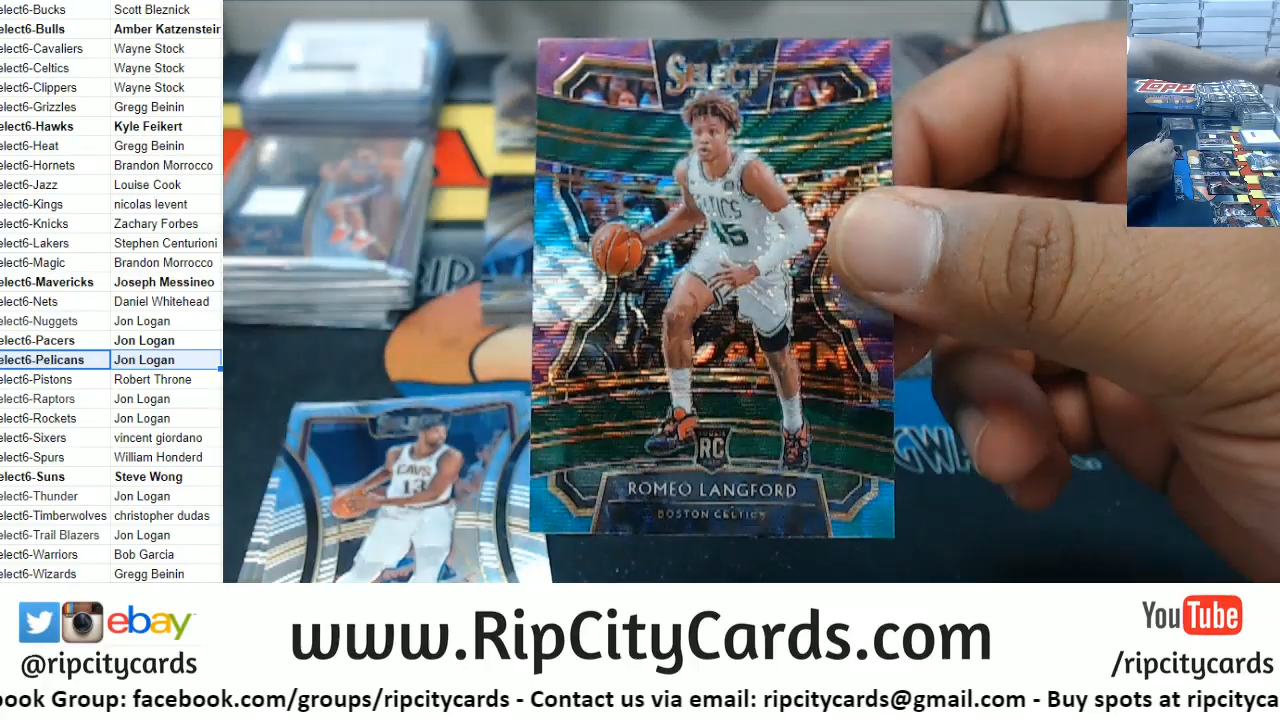 elect6-Bucks Scott Bleznick
elect6-Bulls Amber Katzenstein
elect6-Cavaliers Wayne Stock
elect6-Celtics Wayne Stock
elect6-Clippers Wayne Stock
elect6-Grizzles Gregg Beinin
elect6-Hawks Kyle Feikert
elect6-Heat Gregg Beinin
elect6-Hornets Brandon Morrocco
elect6-Jazz Louise Cook
elect6-Kings nicolas levent
elect6-Knicks Zachary Forbes
elect6-Lakers Stephen Centurioni
elect6-Magic Brandon Morrocco
elect6-Mavericks Joseph Messineo
elect6-Nets Daniel Whitehead
elect6-Nuggets Jon Logan
elect6-Pacers Jon Logan
elect6-Pelicans Jon Logan
elect6-Pistons Robert Throne
elect6-Raptors Jon Logan
elect6-Rockets Jon Logan
elect6-Sixers vincent giordano
elect6-Spurs William Honderd
elect6-Suns Steve Wong
elect6-Thunder Jon Logan
elect6-Timberwolves christopher dudas
elect6-Trail Blazers Jon Logan
elect6-Warriors Bob Garcia
elect6-Wizards Gregg Beinin
SELECT
CELTICS
45
RC
ROMEO LANGFORD
BOSTON CELTICS
RIP
CAVS
13
TOPPS
ebay
@ripcitycards
www.RipCityCards.com
YouTube
/ripcitycards
book Group: facebook.com/groups/ripcitycards - Contact us via email: ripcitycards@gmail.com - Buy spots at ripcityca